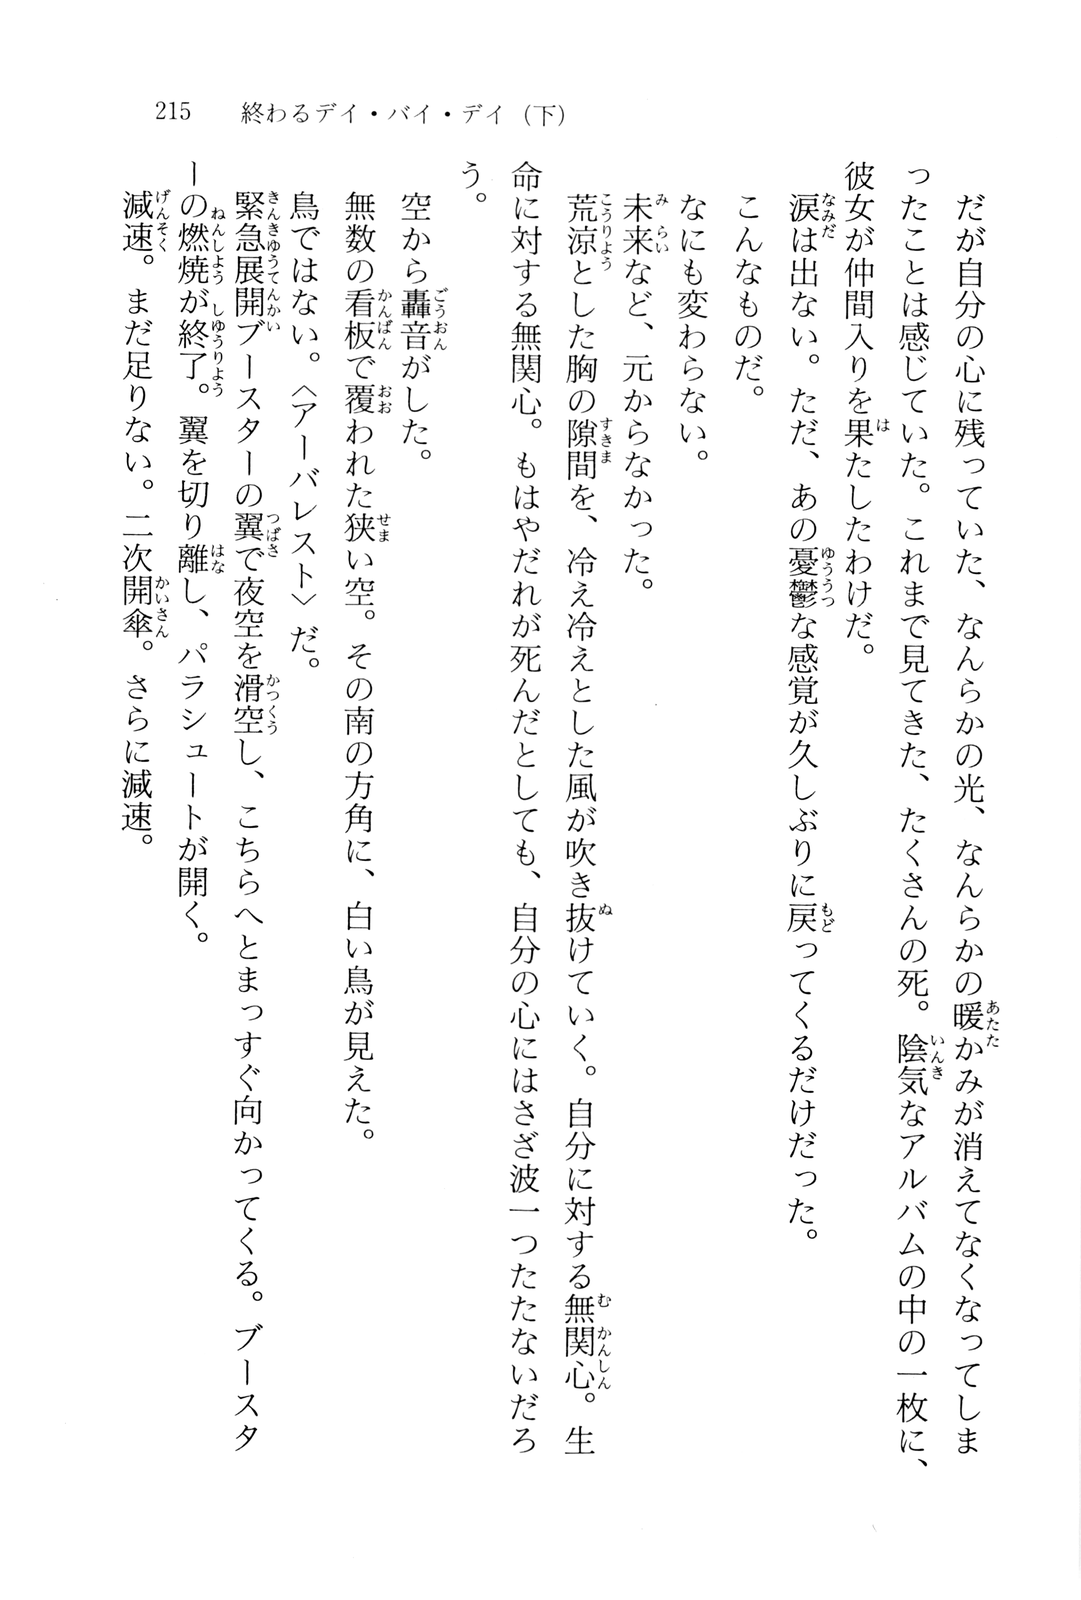 215　終わるデイ・バイ・デイ（下）
　だが自分の心に残っていた、なんらかの光、なんらかの暖かみが消えてなくなってしま
ったことは感じていた。これまで見てきた、たくさんの死。陰気なアルバムの中の一枚に、
彼女が仲間入りを果たしたわけだ。
　涙は出ない。ただ、あの憂鬱な感覚が久しぶりに戻ってくるだけだった。
　こんなものだ。
　なにも変わらない。
　未来など、元からなかった。
　荒涼とした胸の隙間を、冷え冷えとした風が吹き抜けていく。自分に対する無関心。生
命に対する無関心。もはやだれが死んだとしても、自分の心にはさざ波一つたたないだろ
う。
　空から轟音がした。
　無数の看板で覆われた狭い空。その南の方角に、白い鳥が見えた。
　鳥ではない。〈アーバレスト〉だ。
　緊急展開ブースターの翼で夜空を滑空し、こちらへとまっすぐ向かってくる。ブースタ
ーの燃焼が終了。翼を切り離し、パラシュートが開く。
　減速。まだ足りない。二次開傘。さらに減速。